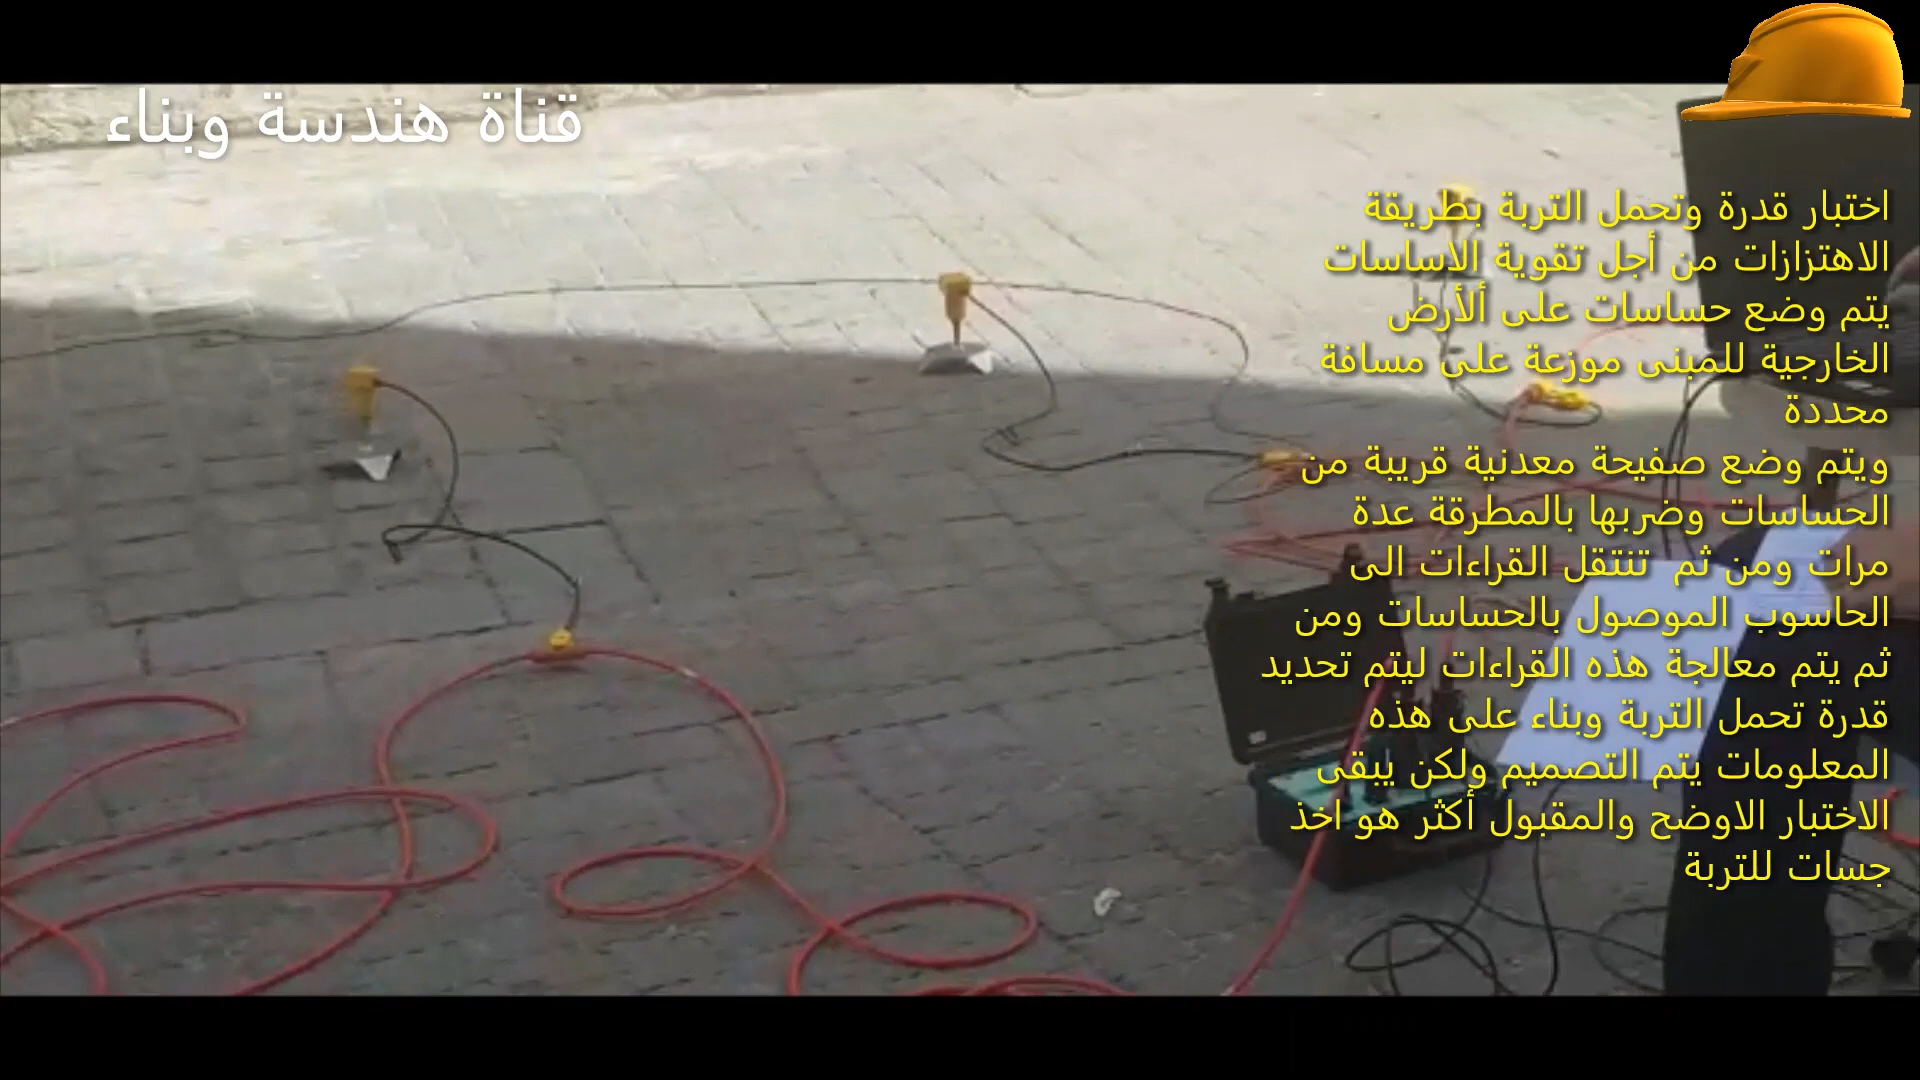 قناة هندسة وبناء
اختبار قدرة وتحمل التربة بطريقة
الاهتزازات من أجل تقوية الاساسات
يتم وضع حساسات على ألأرض
الخارجية للمبنى موزعة على مسافة
محددة
ويتم وضع صفيحة معدنية قريبة من
الحساسات وضربها بالمطرقة عدة
مرات ومن ثم تنتقل القراءات الى
الحاسوب الموصول بالحساسات ومن
ثم يتم معالجة هذه القراءات ليتم تحديد
قدرة تحمل التربة وبناء على هذه
المعلومات يتم التصميم ولكن يبقى
الاختبار الاوضح والمقبول أكثر هو اخذ
جسات للتربة